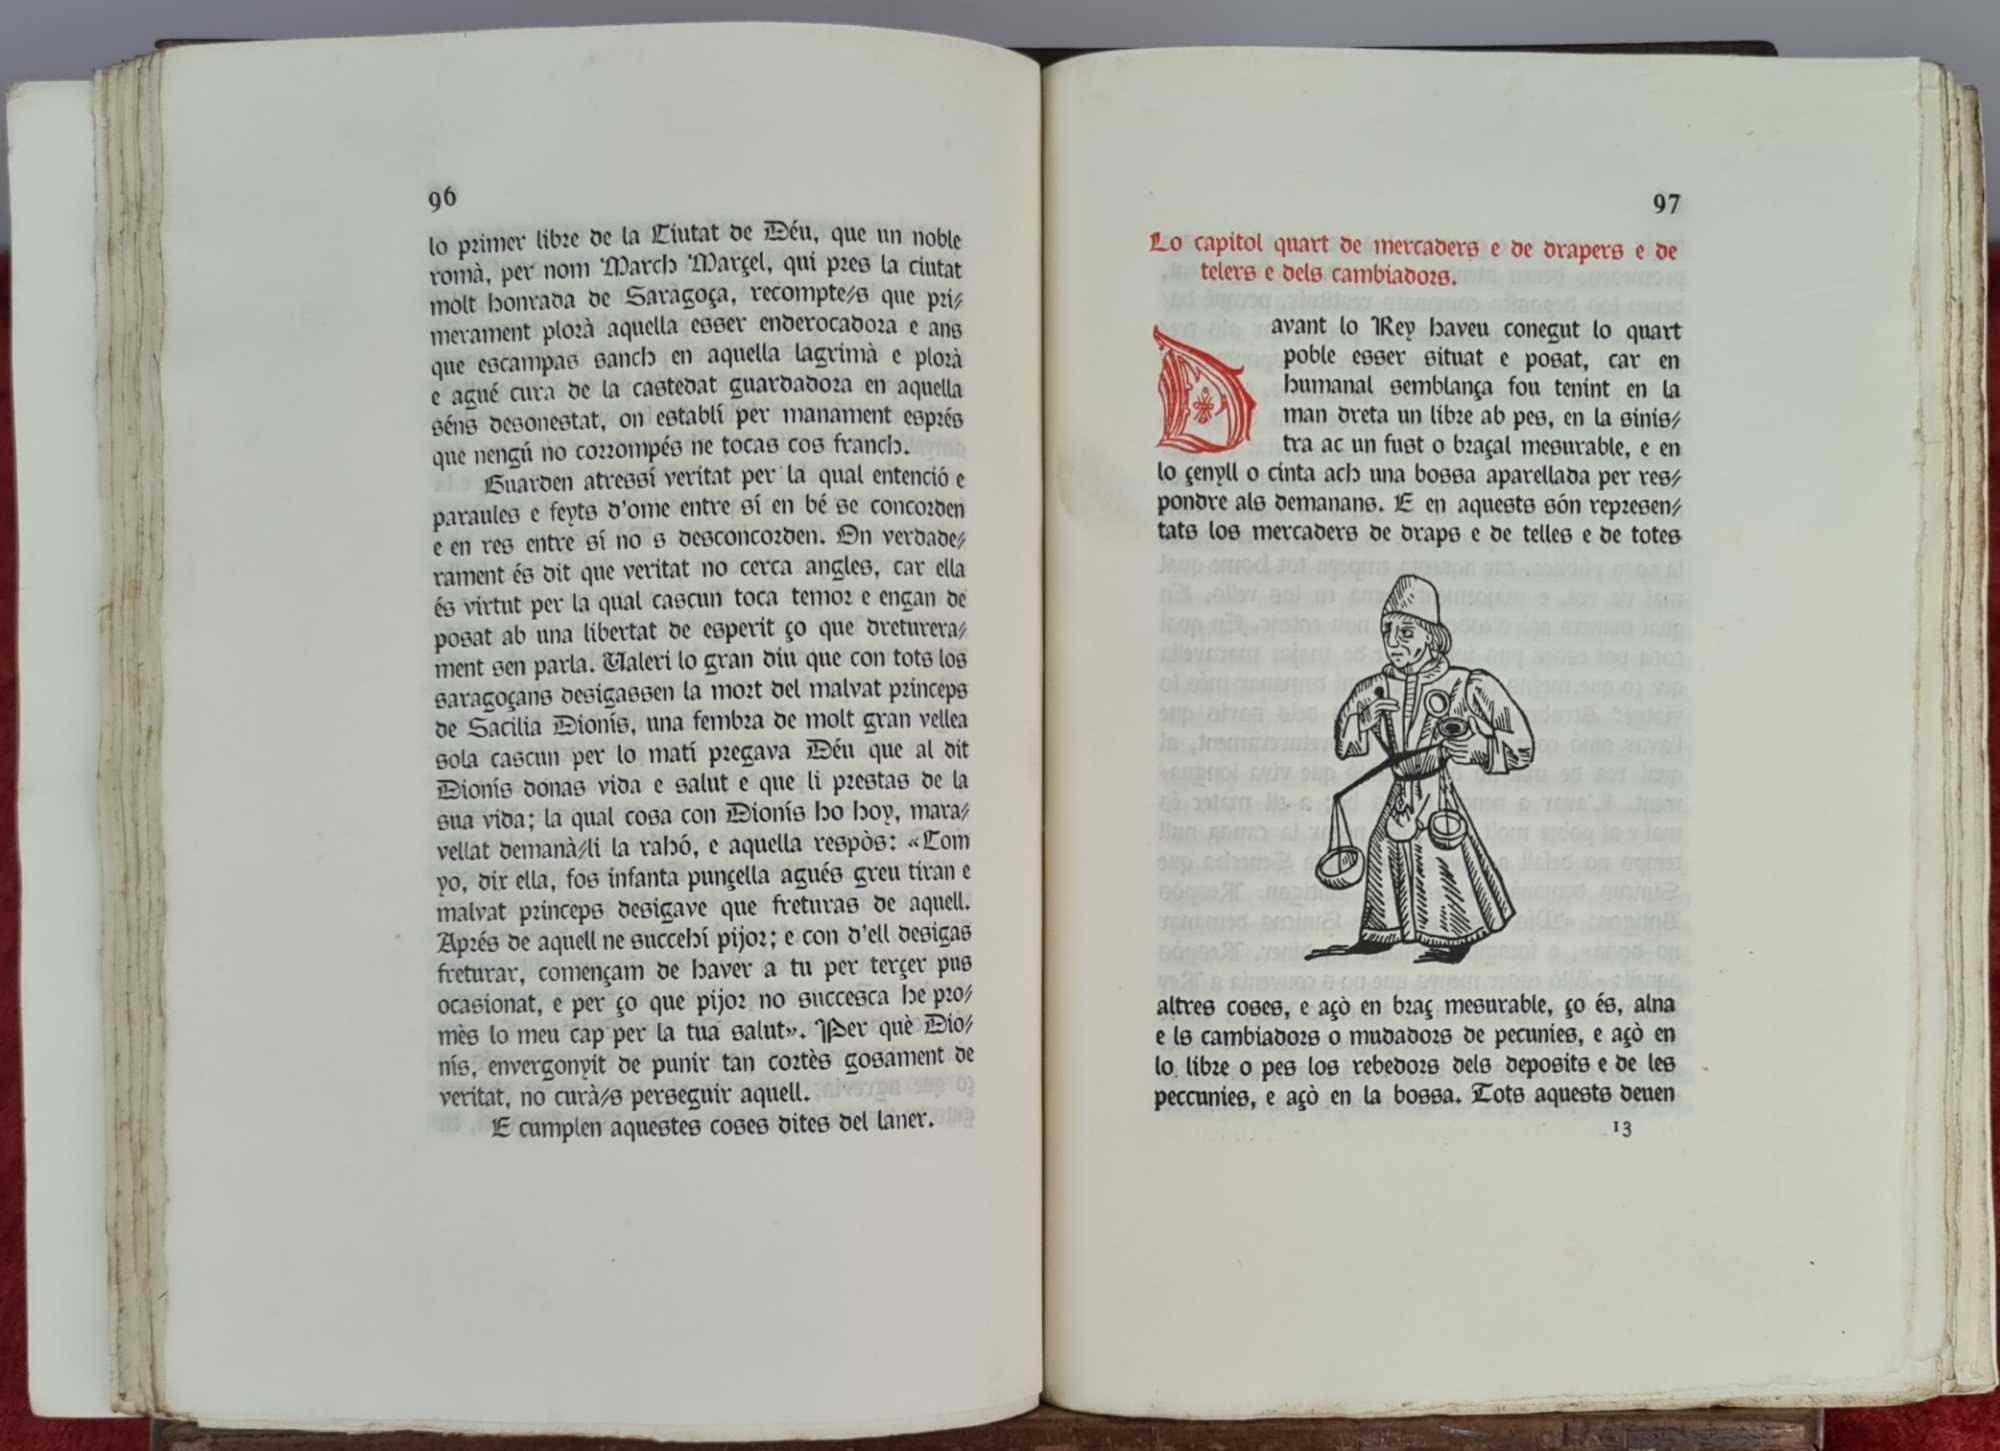 96
lo primer libre de la Ciutat de Déu, que un noble
romà, per nom March Març̧el, qui pres la ciutat
molt honrada de Saragoça, recompte/s que pri/
merament plorà aquella esser enderocadora e ans
que escampas sanch en aquella lagrimà e plorà
e agué cura de la castedat guardadora en aquella
séns desonestat, on establí per manament esprés
que nengú no corrompés ne tocas cos franch.
Guarden atressí veritat per la qual entenció e
paraules e feyts d'ome entre sí en bé se concorden
e en res entre sí no s desconcorden. On verdade/
rament és dit que veritat no cerca angles, car ella
és virtut per la qual cascun toca temor e engan de
posat ab una libertat de esperit ço que dreturera/
ment sen parla. Valeri lo gran diu que con tots los
saragoçans desigassen la mort del malvat princeps
de Sacilia Dionís, una fembra de molt gran vellea
sola cascun per lo matí pregava Déu que al dit
Dionís donas vida e salut e que li prestas de la
sua vida; la qual cosa con Dionís ho hoy, mara/
vellat demanà/li la rahó, e aquella respòs: «Com
yo, dir ella, fos infanta punçella agués greu tiran e
malvat princeps desigave que freturas de aquell.
Aprés de aquell ne succehí pijor; e con d'ell desigas
freturar, començam de haver a tu per terçer pus
ocasionat, e per ço que pijor no succesca he pro/
mès lo meu cap per la tua salut». Per què Dio/
nís, envergonyit de punir tan cortès gosament de
veritat, no curà/s perseguir aquell.
E cumplen aquestes coses dites del laner.
97
Lo capitol quart de mercaders e de drapers e de
telers e dels cambiadors.
Davant lo Rey haveu conegut lo quart
poble esser situat e posat, car en
humanal semblança fou tenint en la
man dreta un libre ab pes, en la sinis/
tra ac un fust o braçal mesurable, e en
lo çenyll o cinta ach una bossa aparellada per res/
pondre als demanans. E en aquests són represen/
tats los mercaders de draps e de telles e de totes
altres coses, e açò en braç mesurable, ço és, alna
e ls cambiadors o mudadors de pecunies, e açò en
lo libre o pes los rebedors dels deposits e de les
peccunies, e açò en la bossa. Tots aquests deuen
13